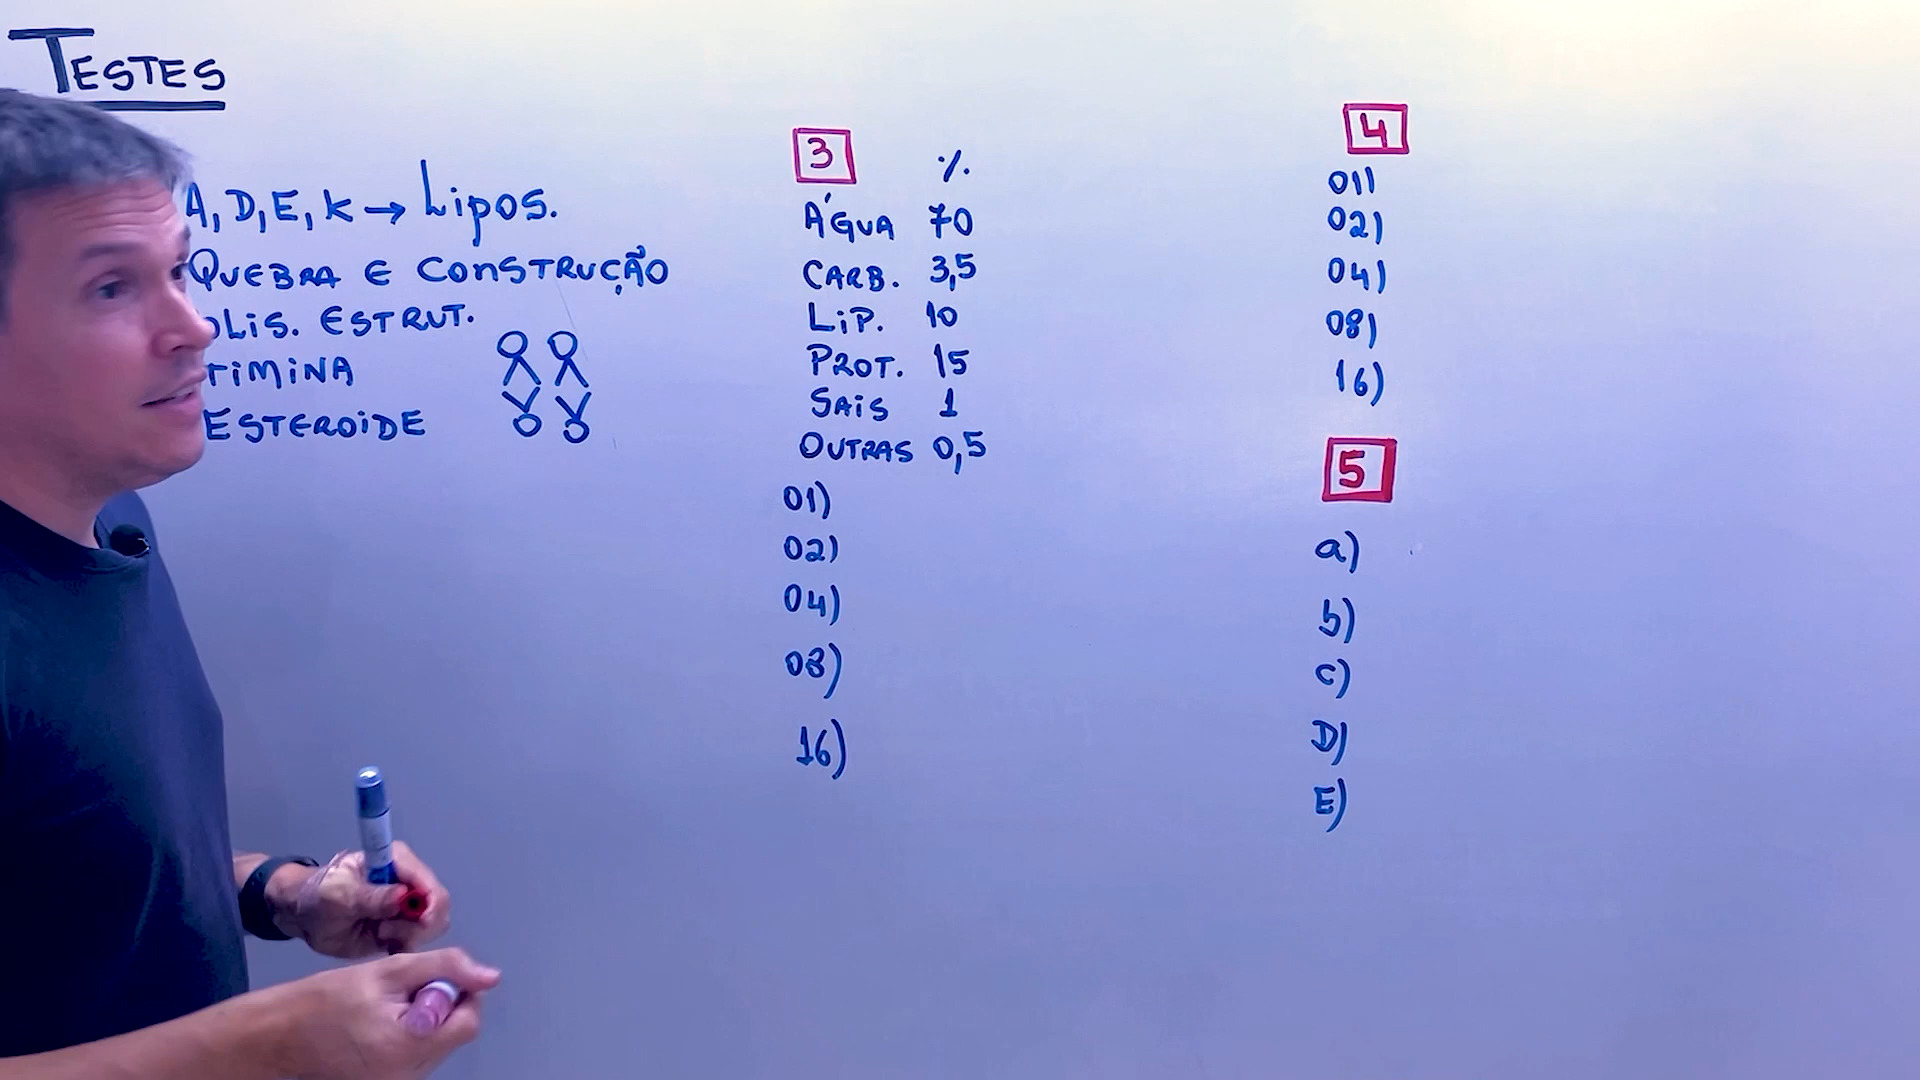 TESTES
A, D, E, K → Lipos.
QUEBRA E CONSTRUÇÃO
OLIS. ESTRUT.
TIMINA
ESTEROIDE
3 %
ÁGUA 70
CARB. 3,5
LIP. 10
PROT. 15
SAIS 1
OUTRAS 0,5
01)
02)
04)
08)
16)
4
01)
02)
04)
08)
16)
5
a)
b)
c)
D)
E)